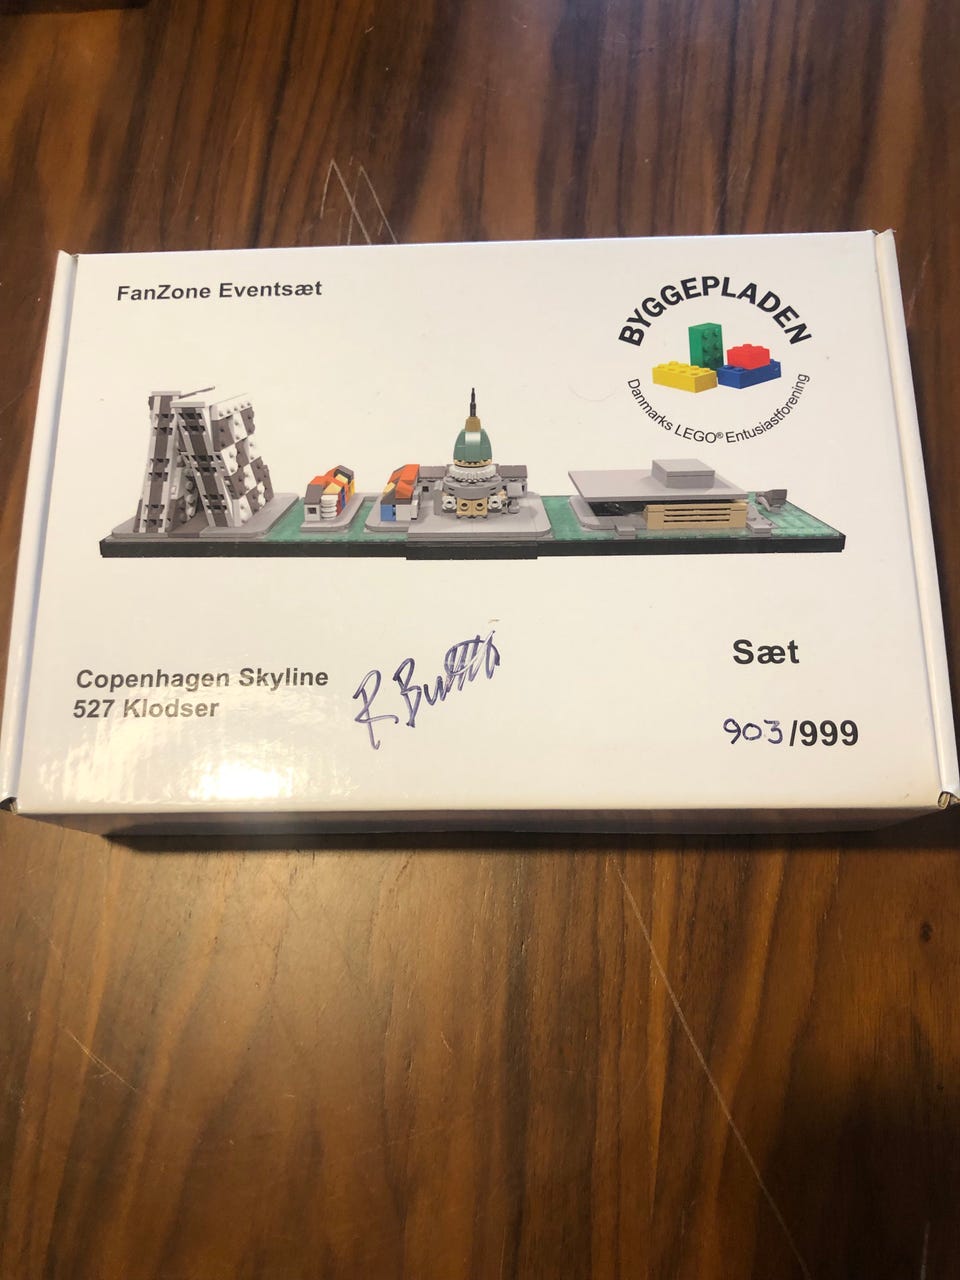 FanZone Eventsæt
BYGGEPLADEN
Danmarks LEGO® Entusiastforening
Copenhagen Skyline
527 Klodser
Sæt
903/999